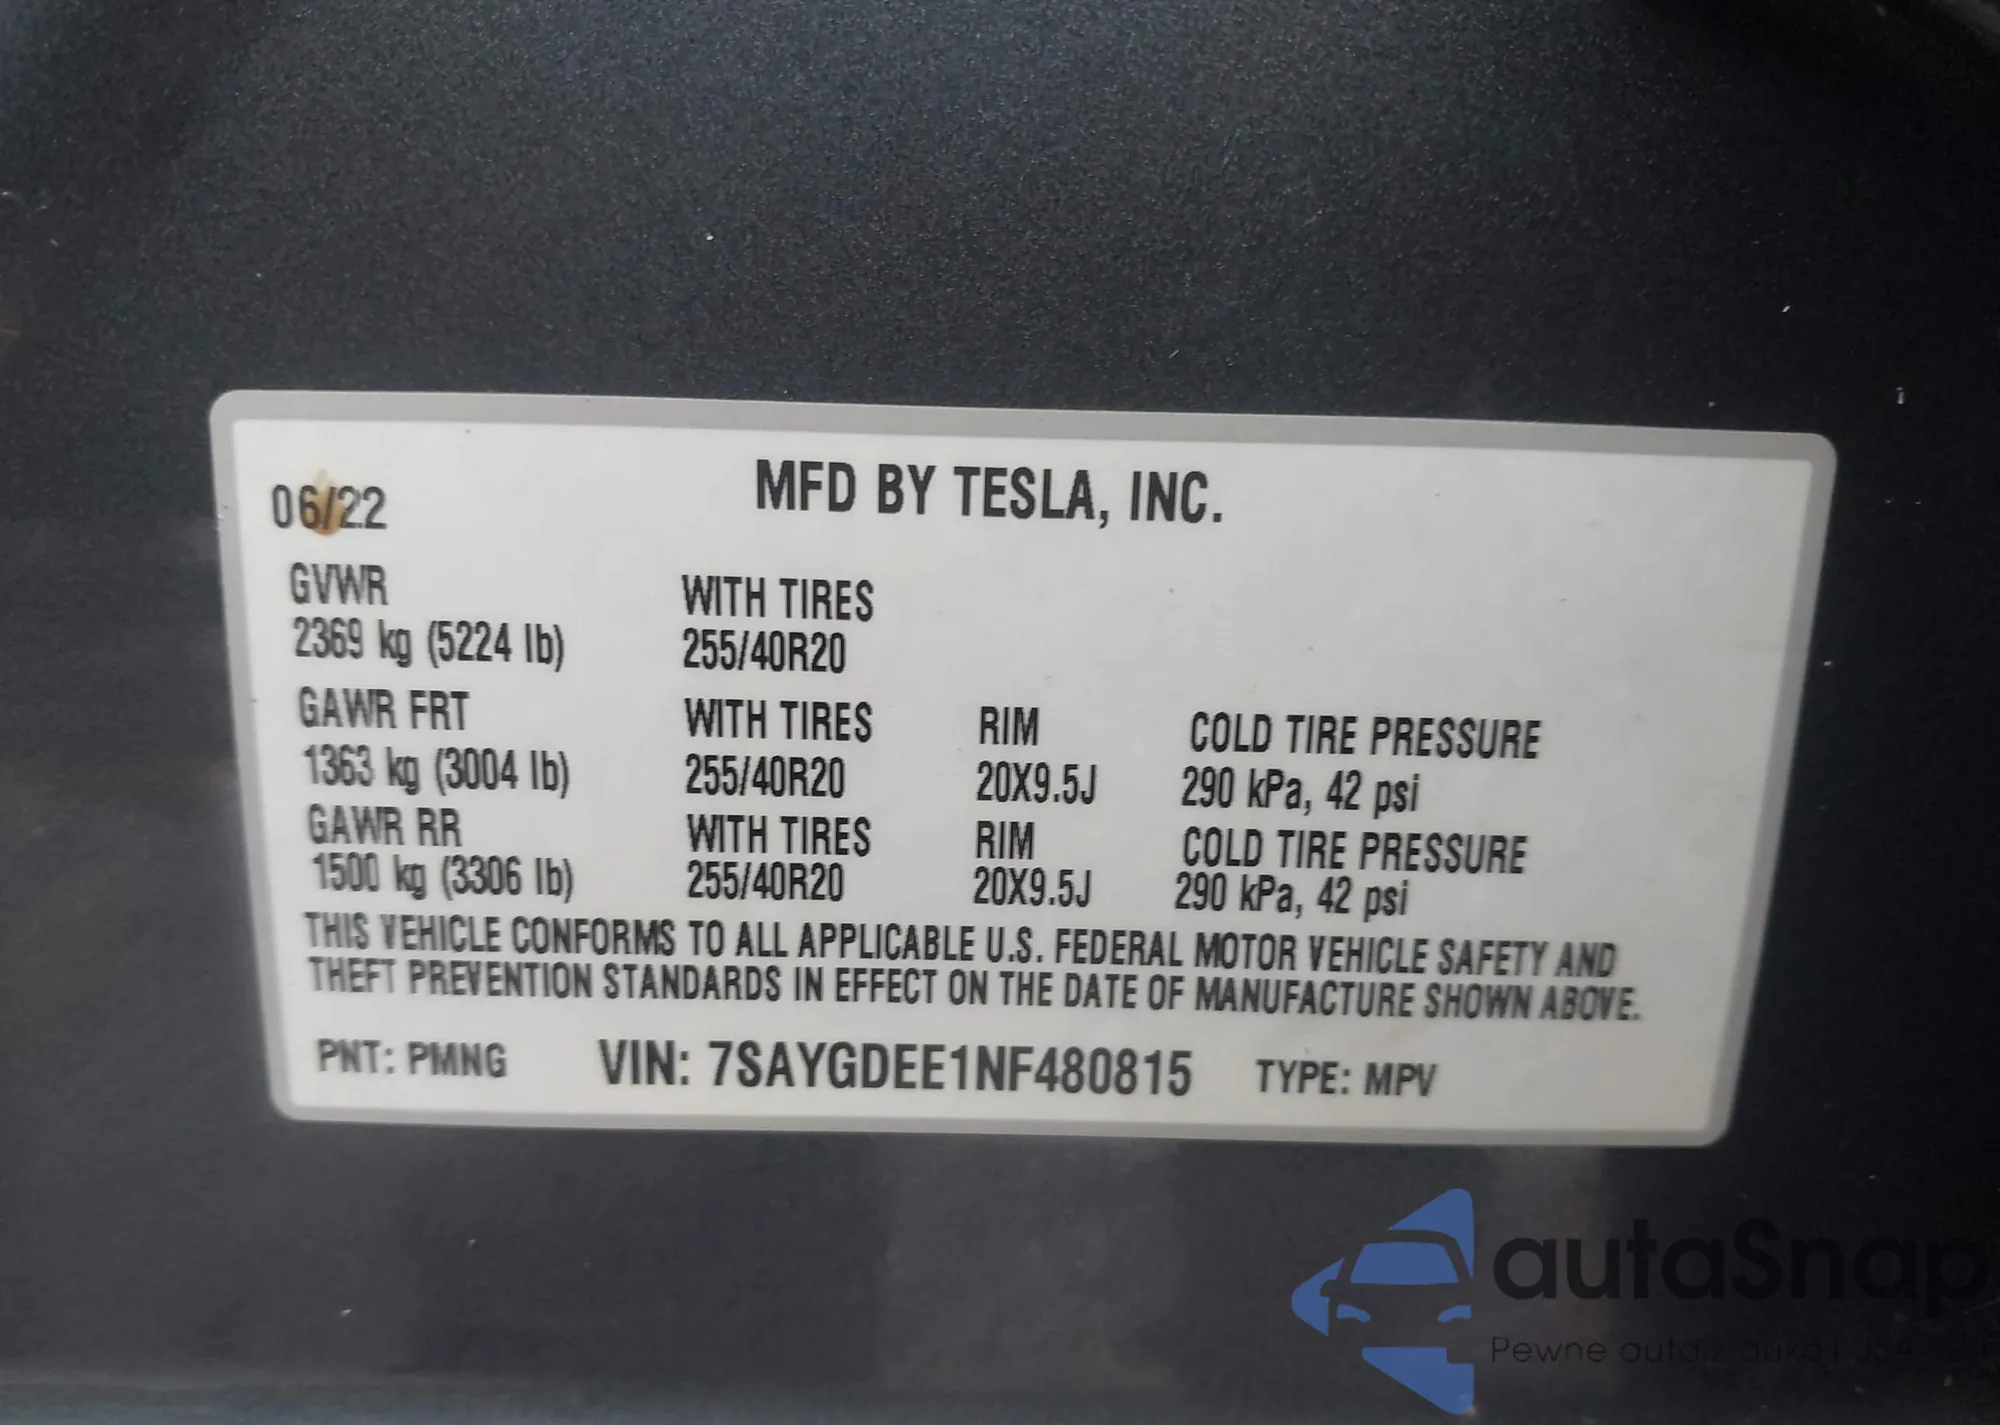 06/22
MFD BY TESLA, INC.
GVWR WITH TIRES
2369 kg (5224 lb) 255/40R20
GAWR FRT WITH TIRES RIM COLD TIRE PRESSURE
1363 kg (3004 lb) 255/40R20 20X9.5J 290 kPa, 42 psi
GAWR RR WITH TIRES RIM COLD TIRE PRESSURE
1500 kg (3306 lb) 255/40R20 20X9.5J 290 kPa, 42 psi
THIS VEHICLE CONFORMS TO ALL APPLICABLE U.S. FEDERAL MOTOR VEHICLE SAFETY AND
THEFT PREVENTION STANDARDS IN EFFECT ON THE DATE OF MANUFACTURE SHOWN ABOVE.
PNT: PMNG VIN: 7SAYGDEE1NF480815 TYPE: MPV
autaSnap
Pewne auto z